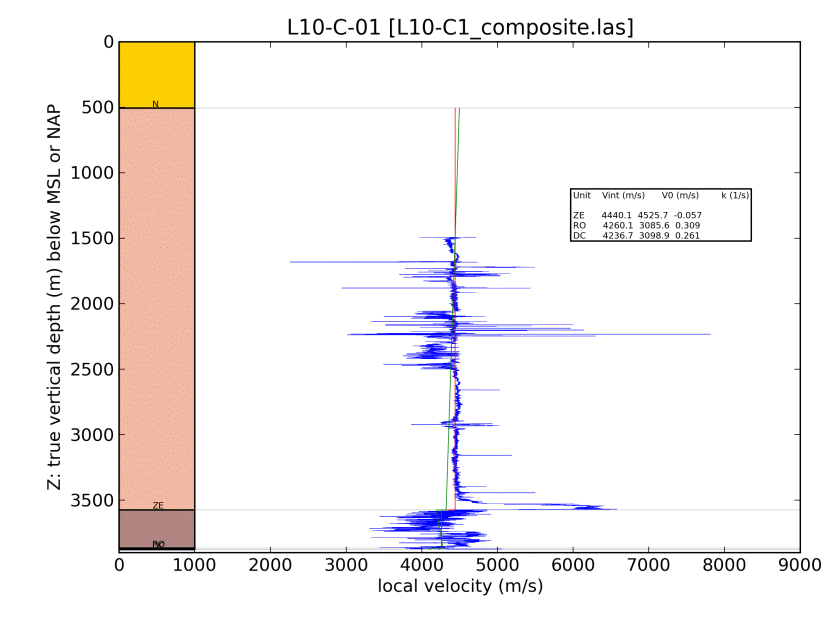 L10-C-01 [L10-C1_composite.las]
0
500
1000
1500
2000
2500
3000
3500
Z: true vertical depth (m) below MSL or NAP
N
ZE
RO
Unit Vint (m/s) V0 (m/s) k (1/s)
ZE 4440.1 4525.7 -0.057
RO 4260.1 3085.6 0.309
DC 4236.7 3098.9 0.261
0 1000 2000 3000 4000 5000 6000 7000 8000 9000
local velocity (m/s)